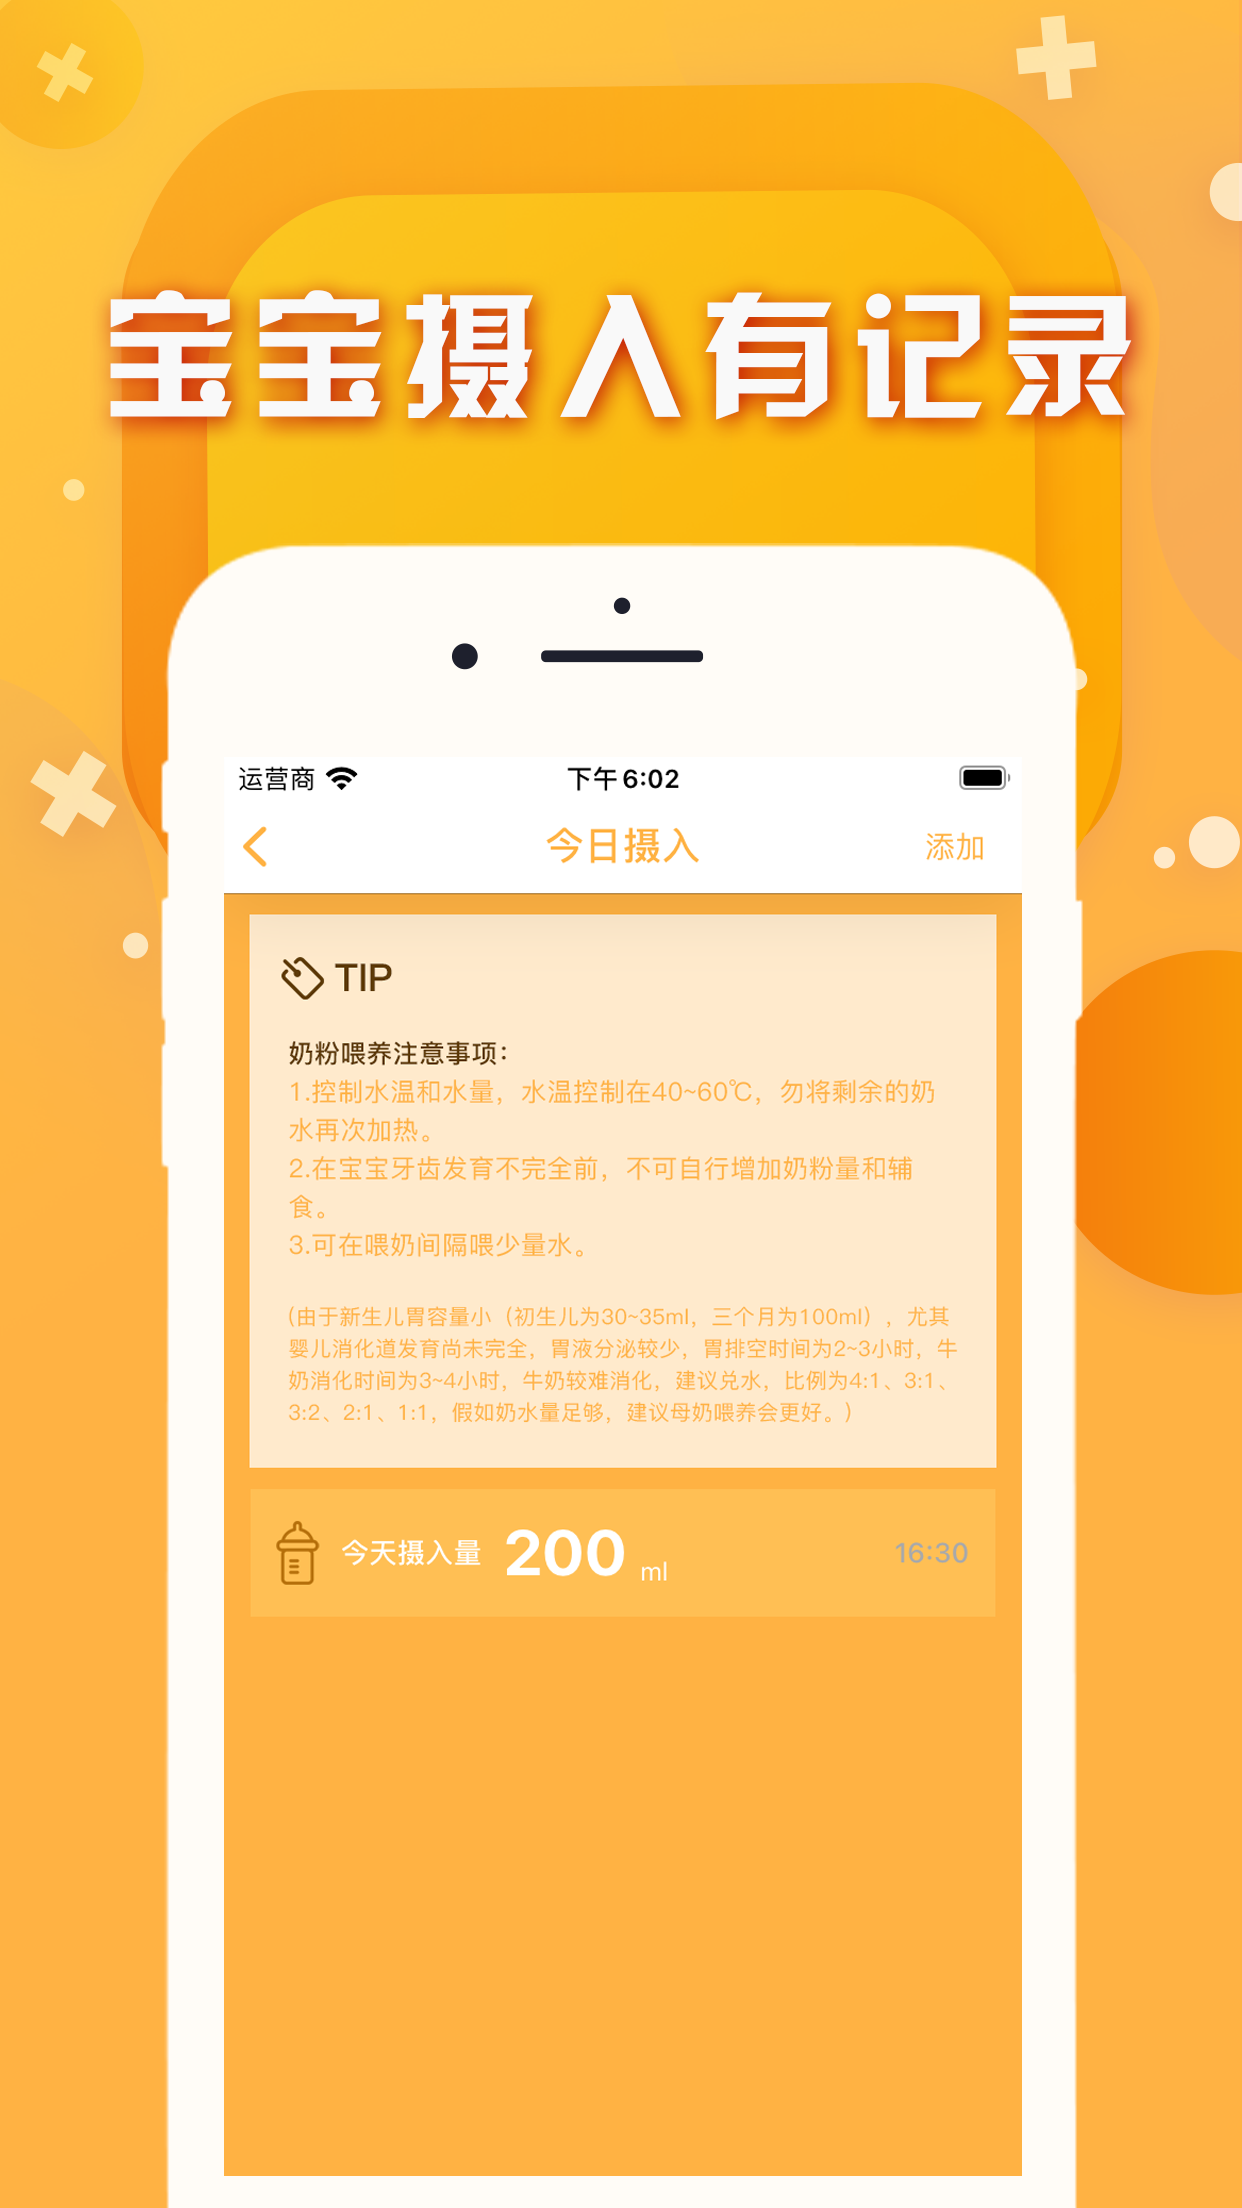 宝宝摄入有记录
运营商 下午6:02
今日摄入 添加
TIP
奶粉喂养注意事项：
1.控制水温和水量，水温控制在40~60℃，勿将剩余的奶
水再次加热。
2.在宝宝牙齿发育不完全前，不可自行增加奶粉量和辅
食。
3.可在喂奶间隔喂少量水。
(由于新生儿胃容量小（初生儿为30~35ml，三个月为100ml），尤其
婴儿消化道发育尚未完全，胃液分泌较少，胃排空时间为2~3小时，牛
奶消化时间为3~4小时，牛奶较难消化，建议兑水，比例为4:1、3:1、
3:2、2:1、1:1，假如奶水量足够，建议母奶喂养会更好。)
今天摄入量 200 ml 16:30